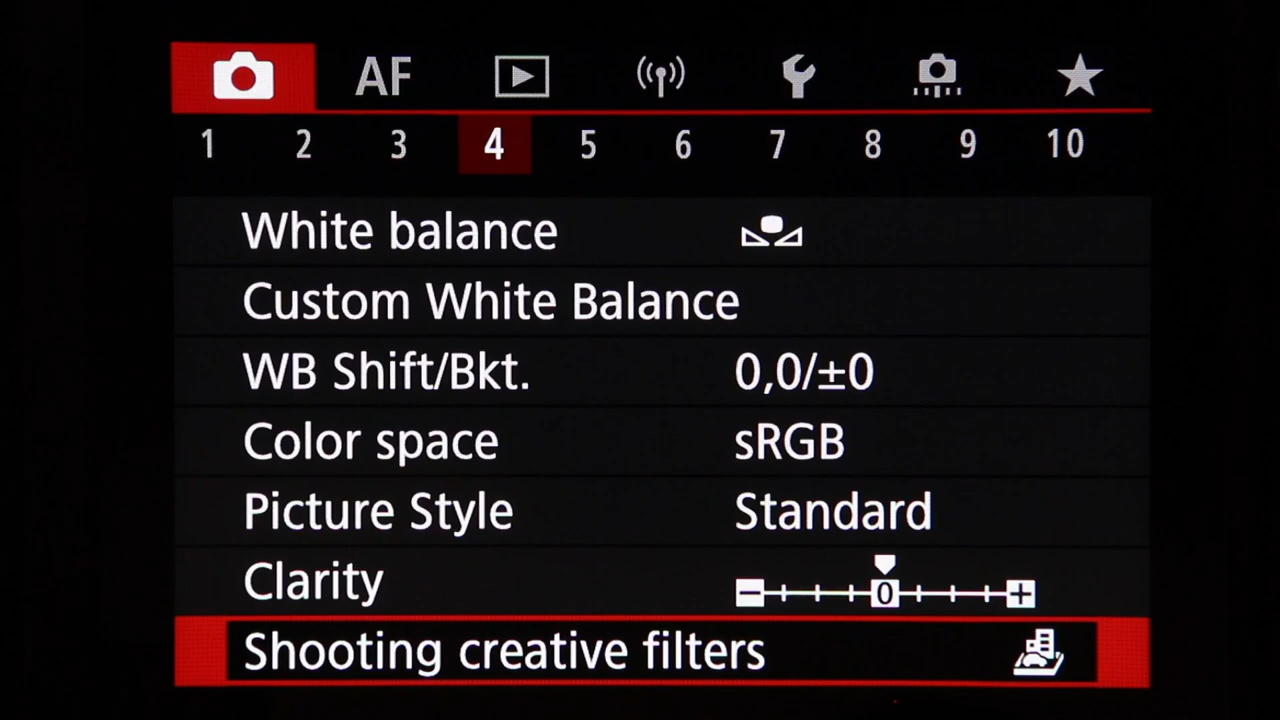 AF
1 2 3 4 5 6 7 8 9 10
White balance
Custom White Balance
WB Shift/Bkt. 0,0/±0
Color space sRGB
Picture Style Standard
Clarity 0
Shooting creative filters